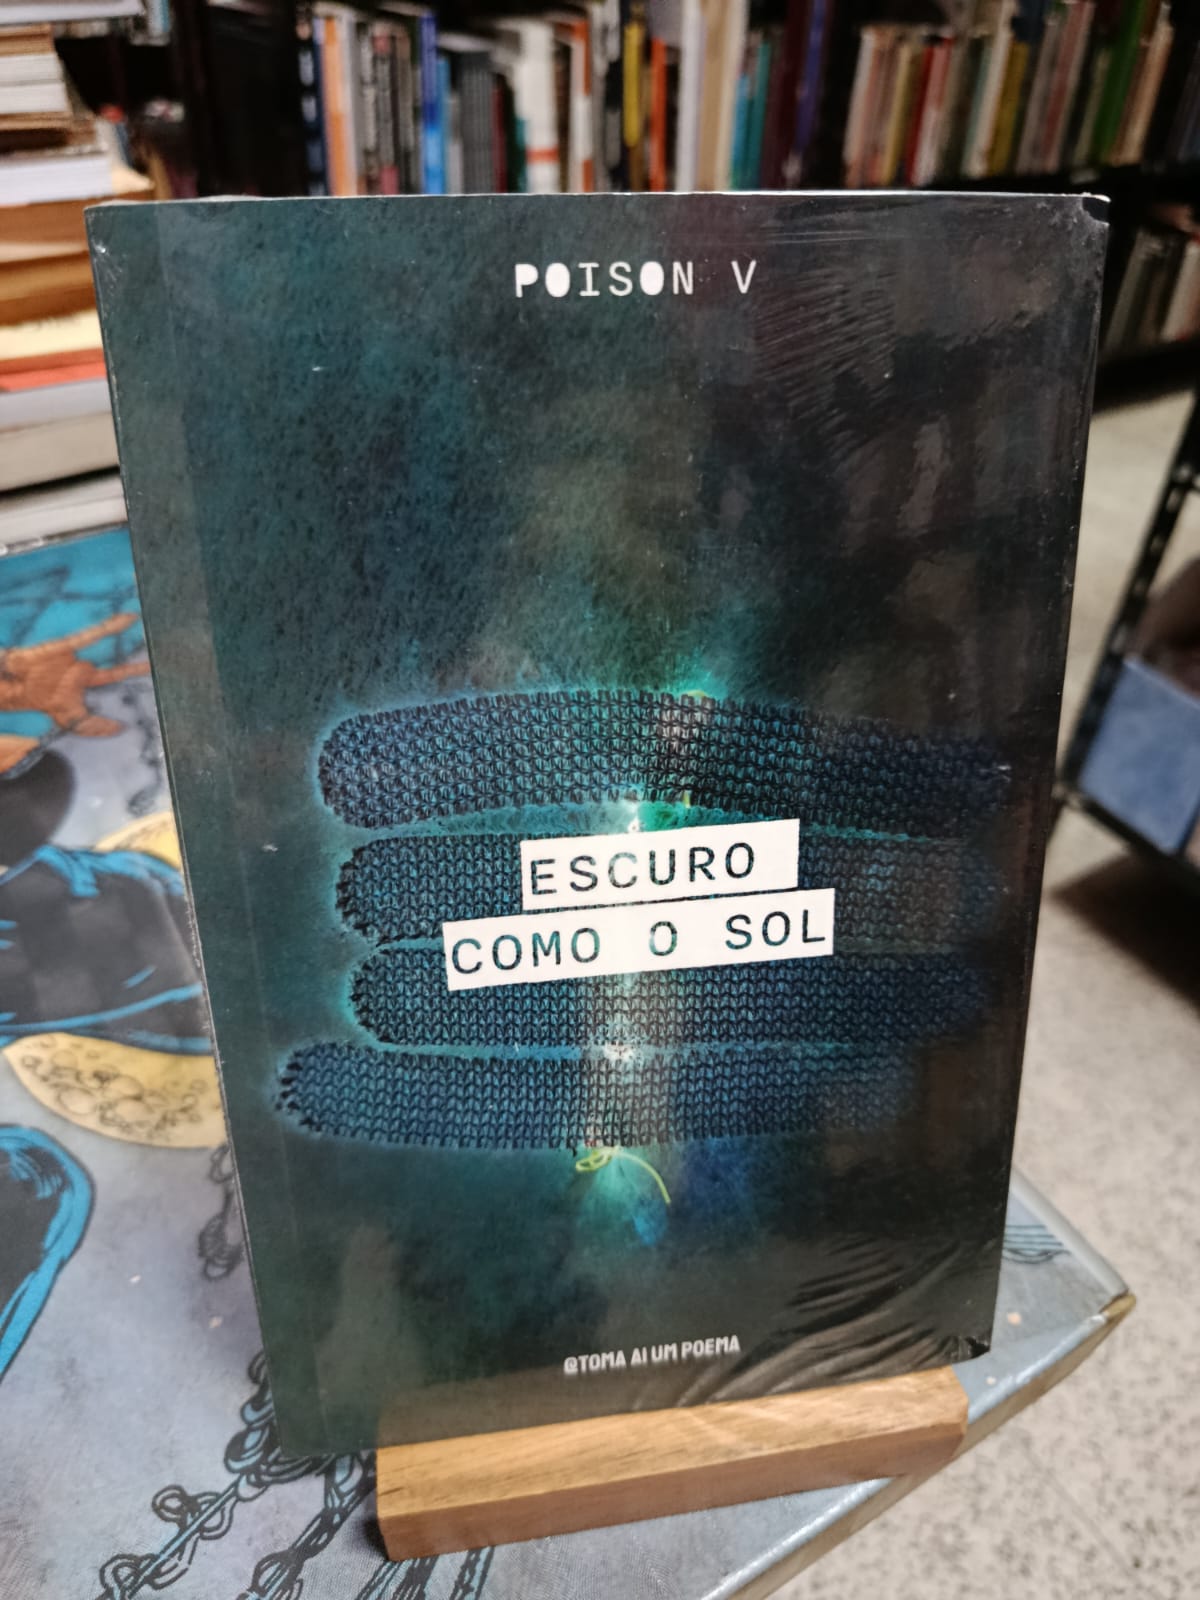 POISON V
ESCURO
COMO O SOL
@TOMA AI UM POEMA